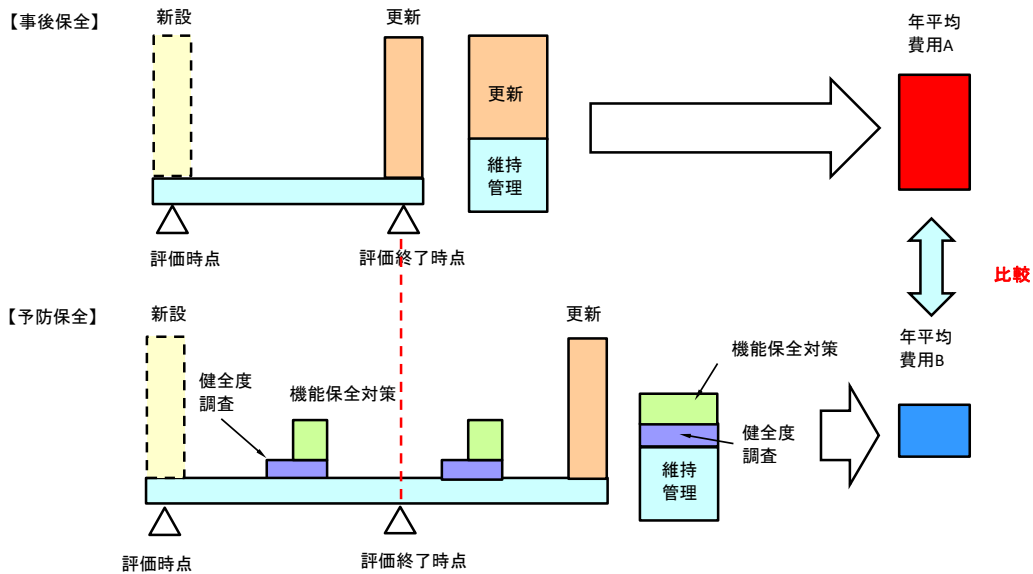 【事後保全】
新設
更新
更新
維持
管理
年平均
費用A
評価時点
評価終了時点
比較
【予防保全】
新設
更新
健全度
調査
機能保全対策
機能保全対策
健全度
調査
維持
管理
年平均
費用B
評価時点
評価終了時点